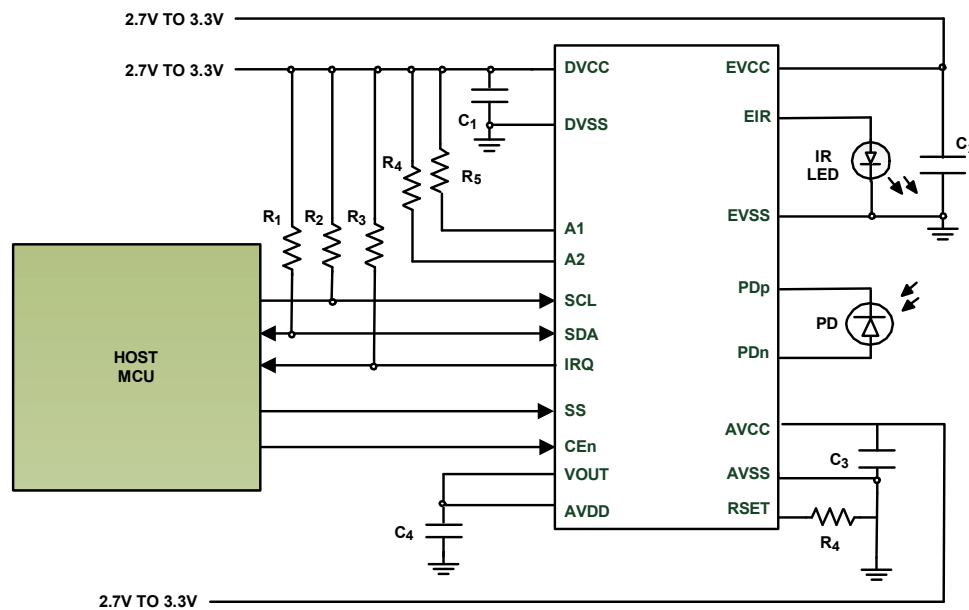 2.7V TO 3.3V
2.7V TO 3.3V
DVCC
EVCC
C1
DVSS
EIR
IR
LED
R4
R5
R1
R2
R3
A1
EVSS
A2
PDp
SCL
PD
SDA
PDn
HOST
MCU
IRQ
SS
AVCC
CEn
C3
VOUT
AVSS
AVDD
RSET
C4
R4
2.7V TO 3.3V